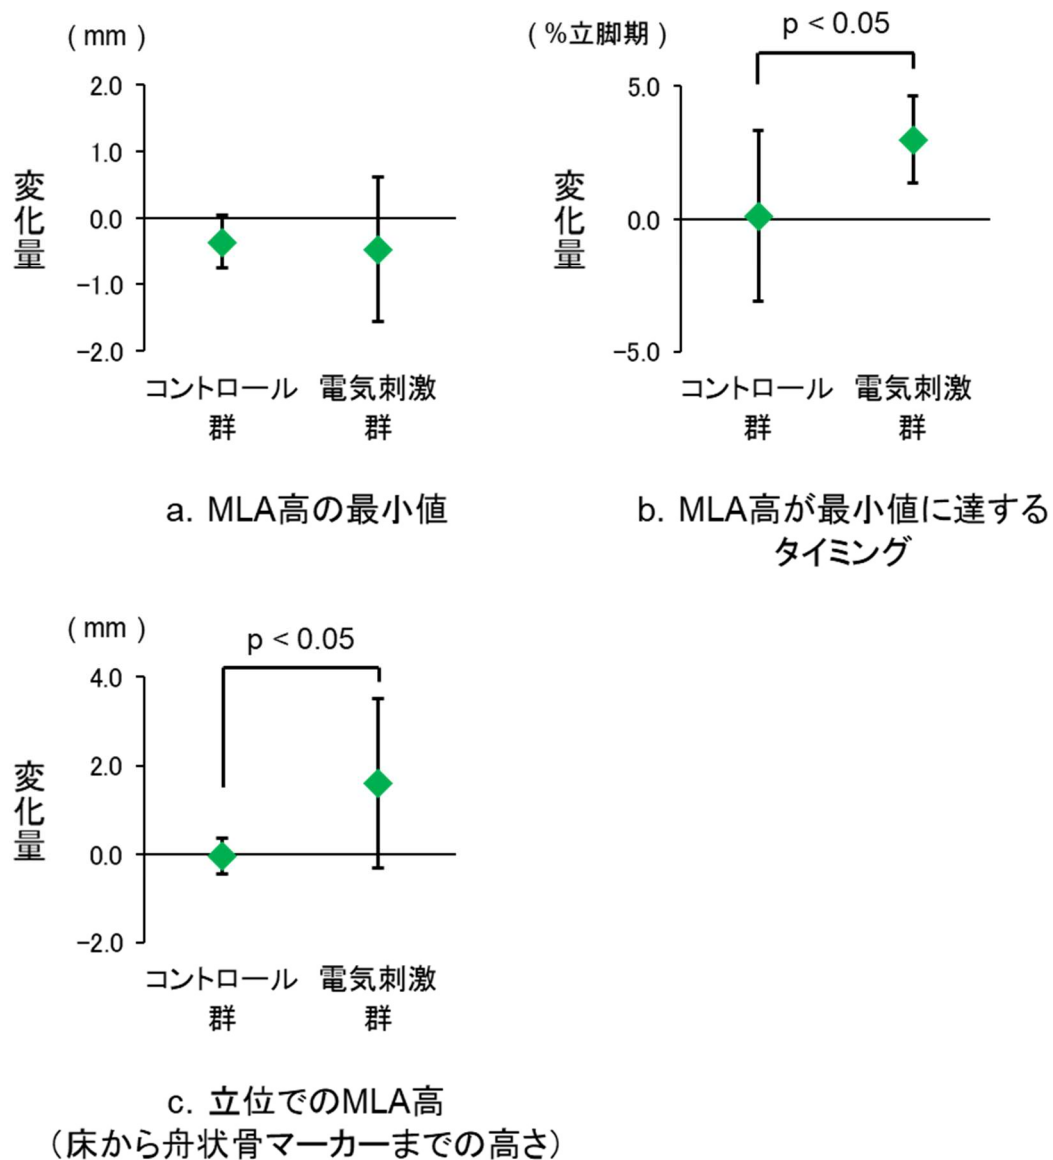 (mm)
2.0
1.0
0.0
−1.0
−2.0
変化量
コントロール 電気刺激
群 群
a. MLA高の最小値
(%立脚期)
p < 0.05
5.0
0.0
−5.0
変化量
コントロール 電気刺激
群 群
b. MLA高が最小値に達する
タイミング
(mm)
p < 0.05
4.0
2.0
0.0
−2.0
変化量
コントロール 電気刺激
群 群
c. 立位でのMLA高
(床から舟状骨マーカーまでの高さ)